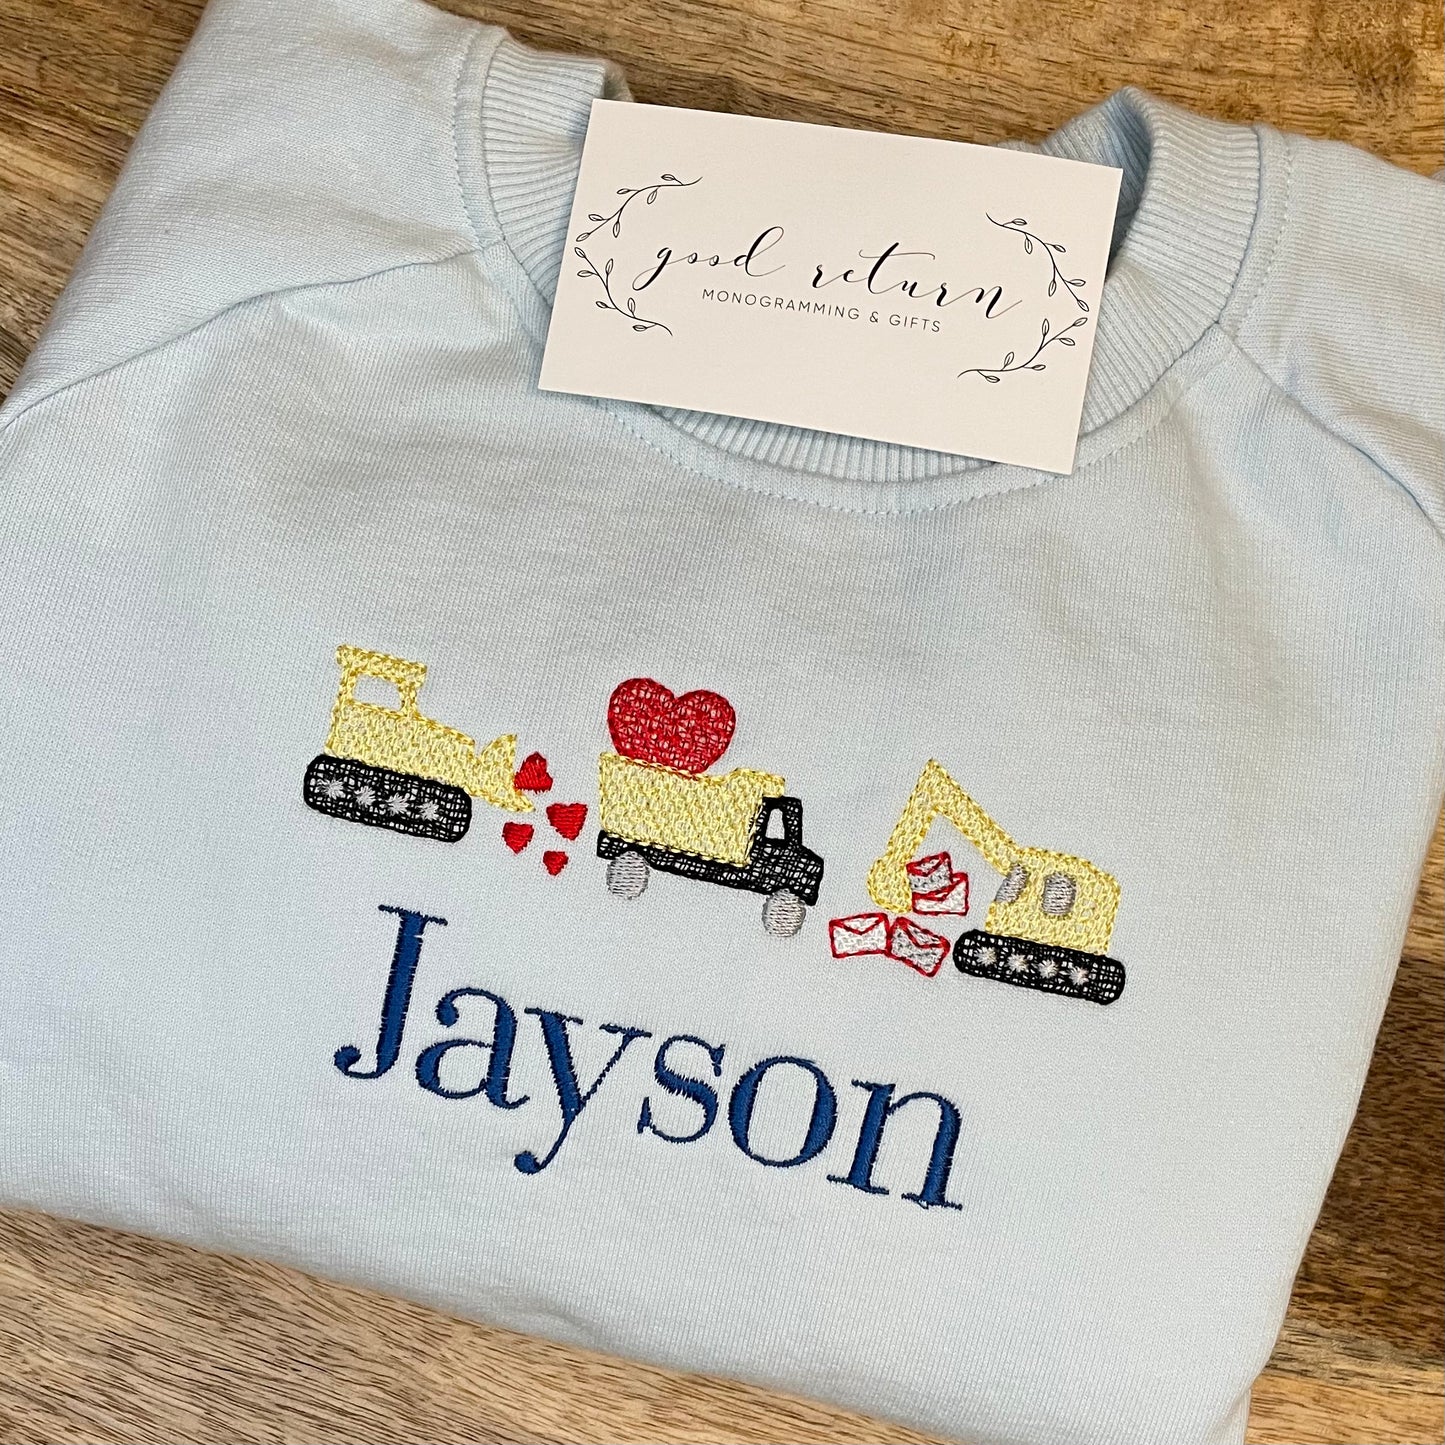 good return
MONOGRAMMING & GIFTS
Jayson